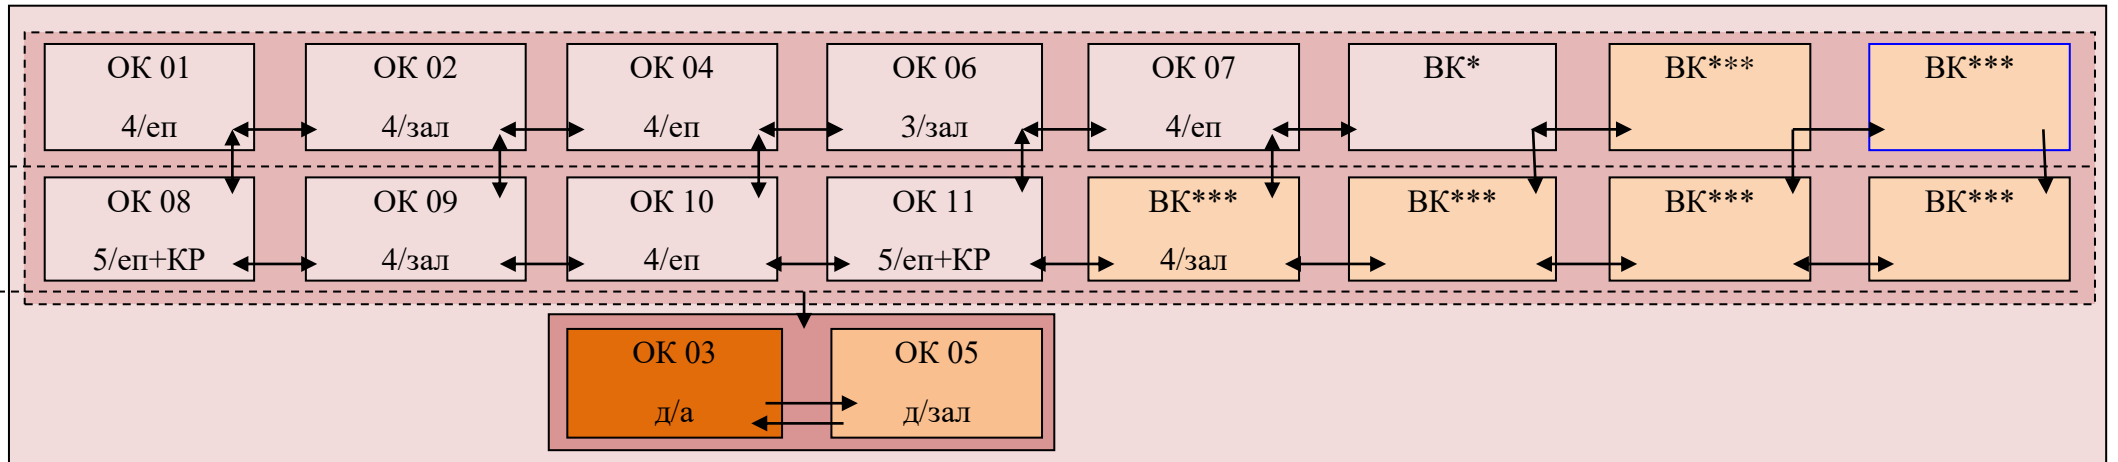 ОК 01
4/еп
ОК 02
4/зал
ОК 04
4/еп
ОК 06
3/зал
ОК 07
4/еп
ВК*
ВК***
ВК***
ОК 08
5/еп+КР
ОК 09
4/зал
ОК 10
4/еп
ОК 11
5/еп+КР
ВК***
4/зал
ВК***
ВК***
ВК***
ОК 03
д/а
ОК 05
д/зал